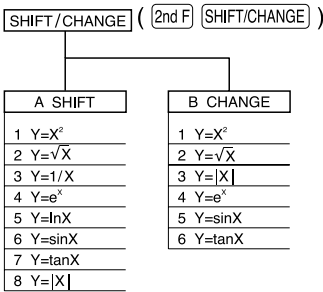 SHIFT/CHANGE ( 2nd F SHIFT/CHANGE )
A SHIFT
1 Y=X²
2 Y=√X
3 Y=1/X
4 Y=eˣ
5 Y=lnX
6 Y=sinX
7 Y=tanX
8 Y=|X|
B CHANGE
1 Y=X²
2 Y=√X
3 Y=|X|
4 Y=eˣ
5 Y=sinX
6 Y=tanX